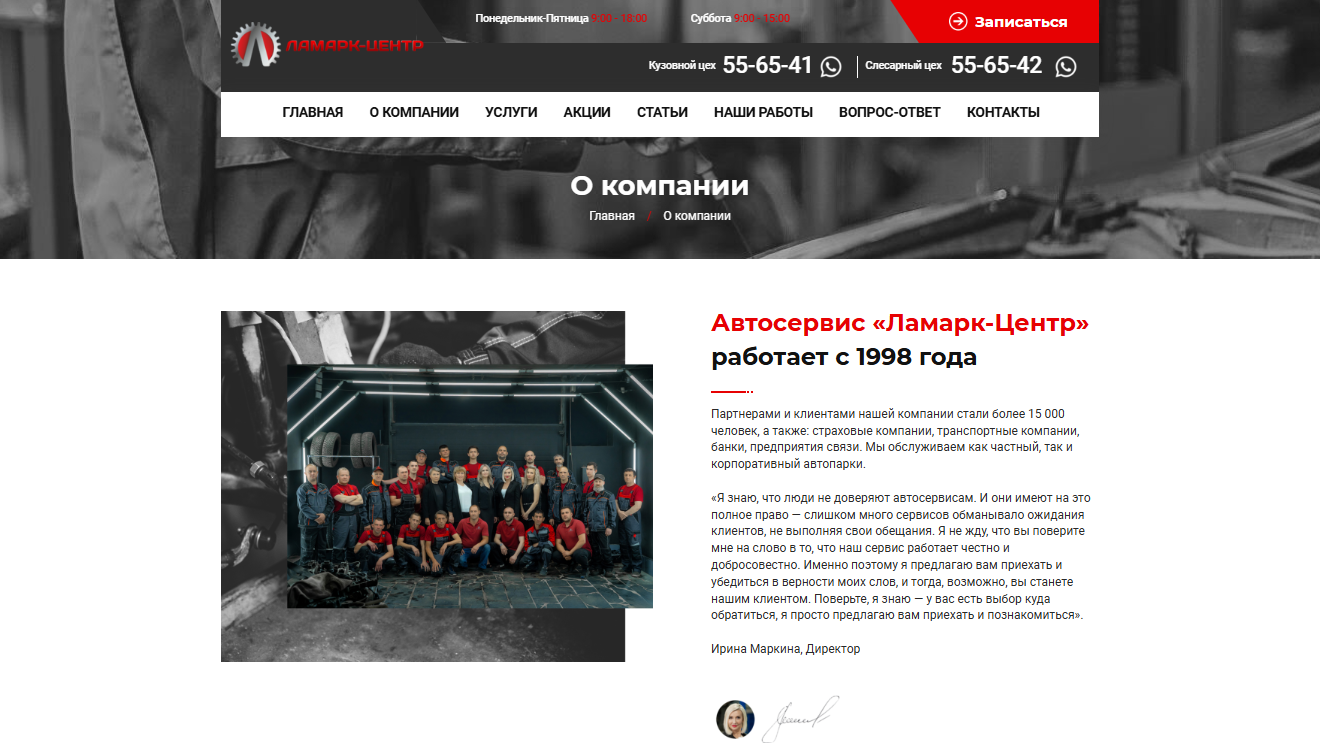 Понедельник-Пятница 9:00 - 18:00
Суббота 9:00 - 15:00
Записаться
ЛАМАРК-ЦЕНТР
Кузовной цех 55-65-41
Слесарный цех 55-65-42
ГЛАВНАЯ О КОМПАНИИ УСЛУГИ АКЦИИ СТАТЬИ НАШИ РАБОТЫ ВОПРОС-ОТВЕТ КОНТАКТЫ
О компании
Главная / О компании
Автосервис «Ламарк-Центр»
работает с 1998 года
Партнерами и клиентами нашей компании стали более 15 000
человек, а также: страховые компании, транспортные компании,
банки, предприятия связи. Мы обслуживаем как частный, так и
корпоративный автопарки.
«Я знаю, что люди не доверяют автосервисам. И они имеют на это
полное право — слишком много сервисов обманывало ожидания
клиентов, не выполняя свои обещания. Я не жду, что вы поверите
мне на слово в то, что наш сервис работает честно и
добросовестно. Именно поэтому я предлагаю вам приехать и
убедиться в верности моих слов, и тогда, возможно, вы станете
нашим клиентом. Поверьте, я знаю — у вас есть выбор куда
обратиться, я просто предлагаю вам приехать и познакомиться».
Ирина Маркина, Директор